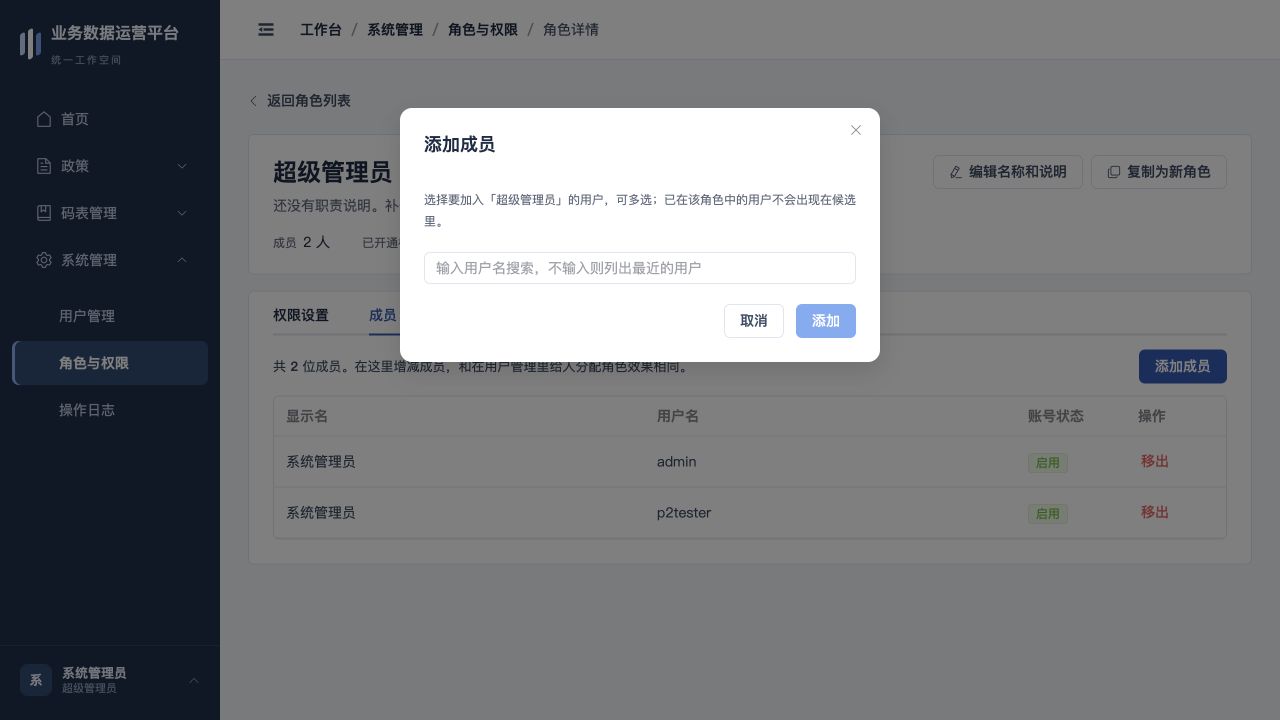 业务数据运营平台
统一工作空间
首页
政策
码表管理
系统管理
用户管理
角色与权限
操作日志
系
系统管理员
超级管理员
工作台 / 系统管理 / 角色与权限 / 角色详情
返回角色列表
超级管理员
编辑名称和说明
复制为新角色
还没有职责说明。补
成员 2 人
已开通
添加成员
选择要加入「超级管理员」的用户，可多选；已在该角色中的用户不会出现在候选
里。
输入用户名搜索，不输入则列出最近的用户
取消
添加
权限设置
成员
共 2 位成员。在这里增减成员，和在用户管理里给人分配角色效果相同。
添加成员
显示名 用户名 账号状态 操作
系统管理员 admin 启用 移出
系统管理员 p2tester 启用 移出